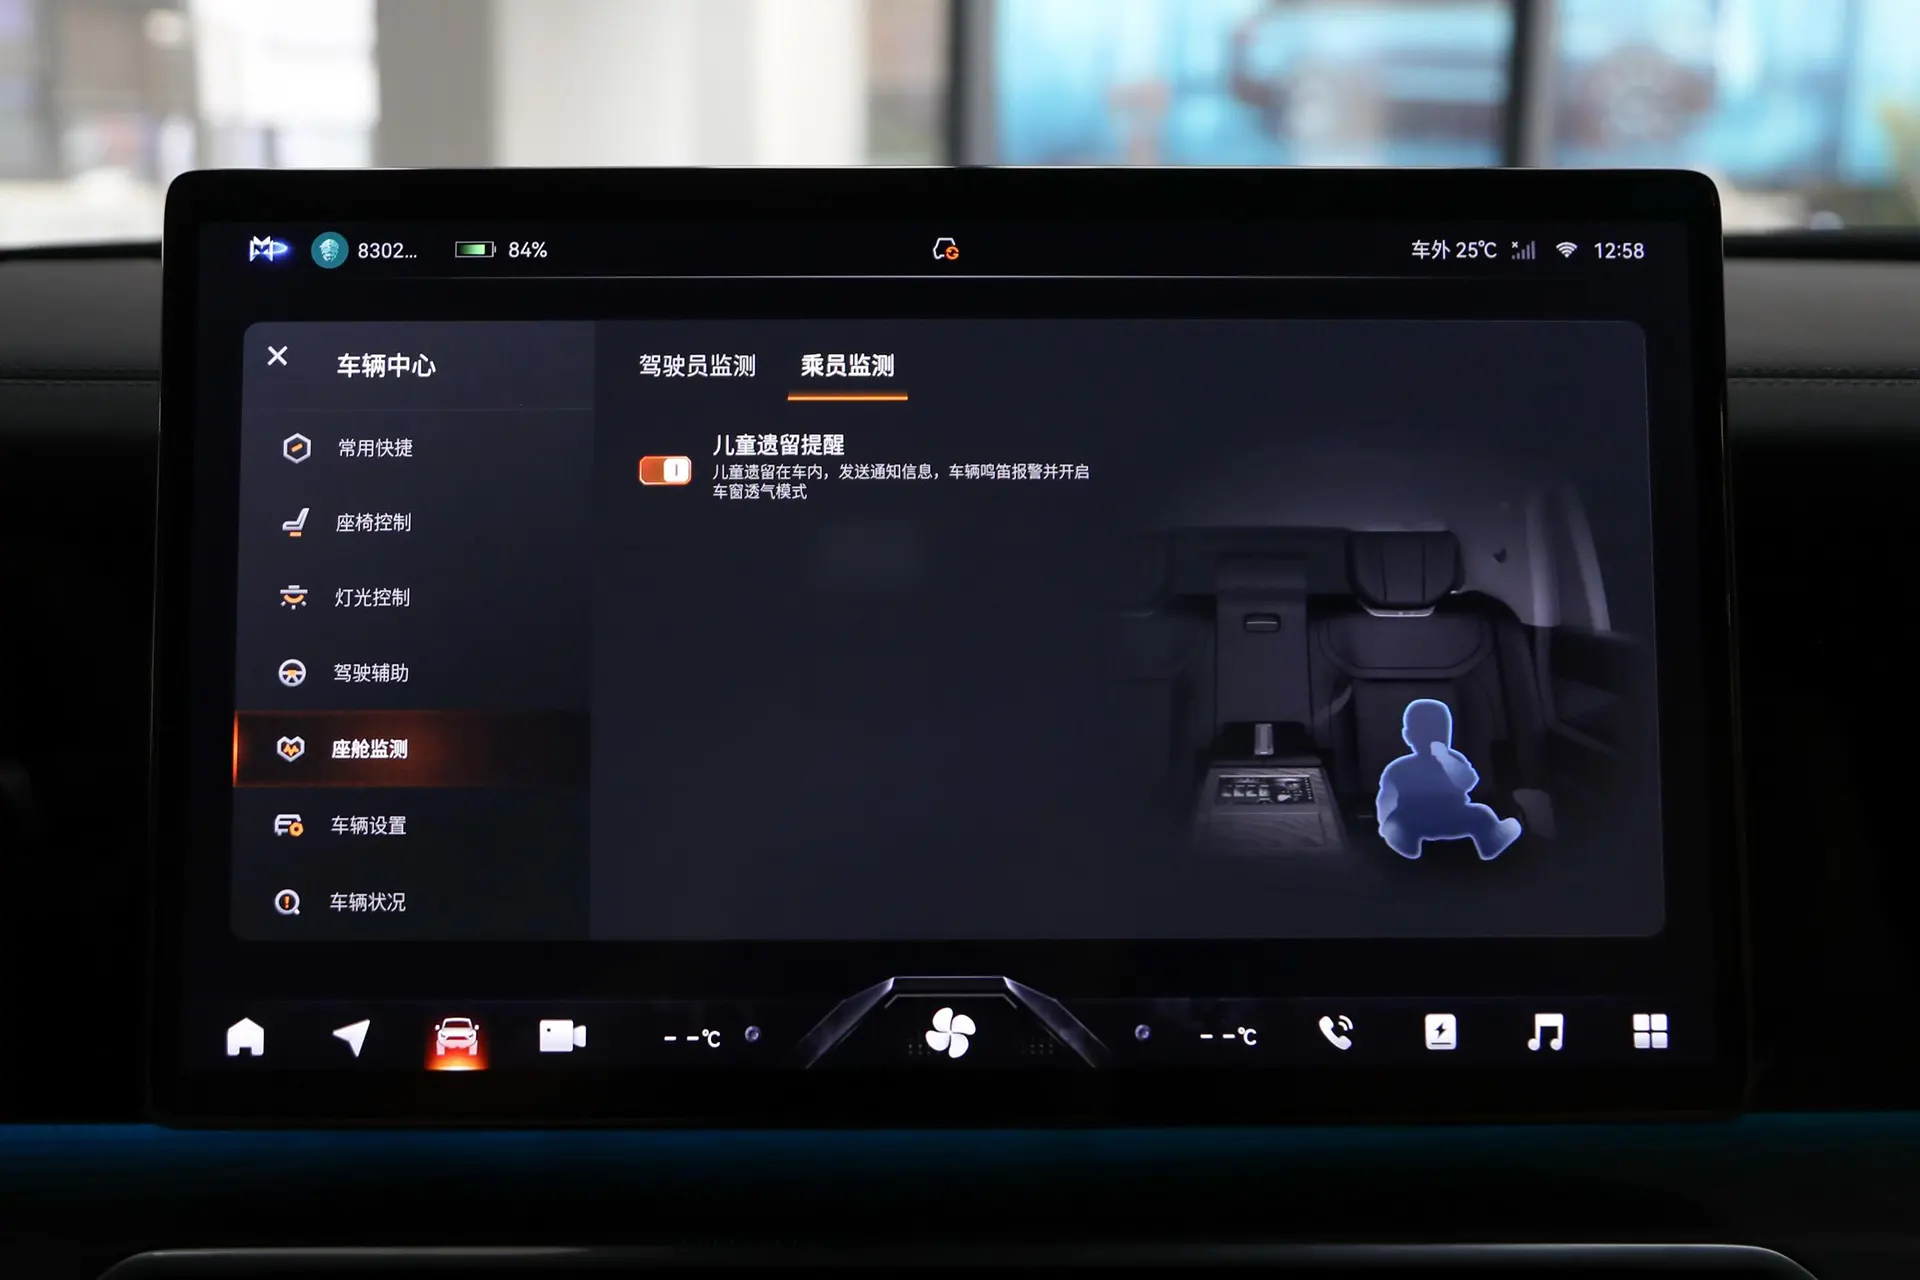 8302... 84% 车外 25℃ 12:58
车辆中心
常用快捷
座椅控制
灯光控制
驾驶辅助
座舱监测
车辆设置
车辆状况
驾驶员监测 乘员监测
儿童遗留提醒
儿童遗留在车内，发送通知信息，车辆鸣笛报警并开启
车窗透气模式
--℃ --℃